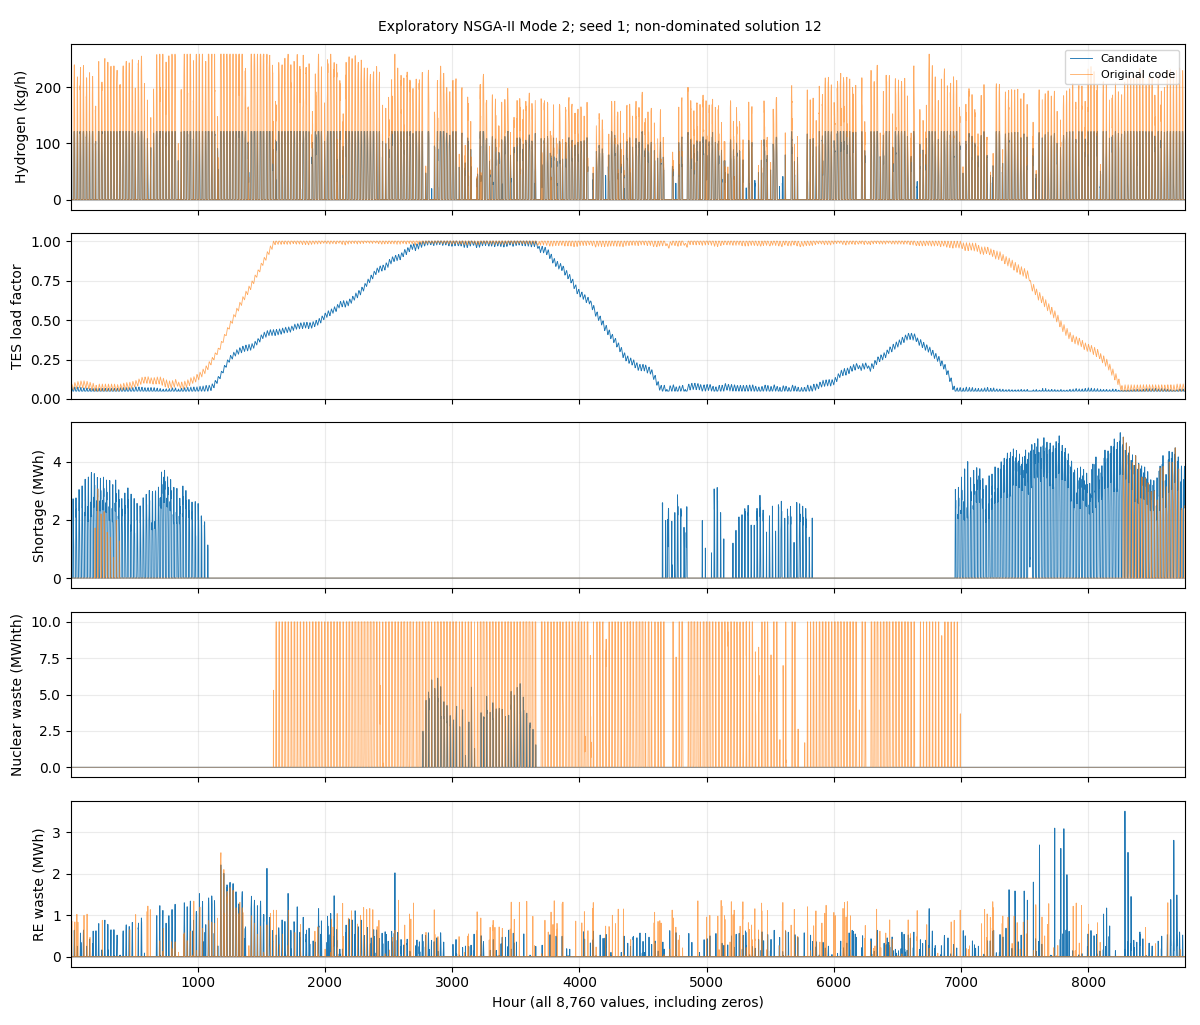 Exploratory NSGA-II Mode 2; seed 1; non-dominated solution 12
Hydrogen (kg/h)
200
100
0
Candidate
Original code
TES load factor
1.00
0.75
0.50
0.25
0.00
Shortage (MWh)
4
2
0
Nuclear waste (MWhth)
10.0
7.5
5.0
2.5
0.0
RE waste (MWh)
3
2
1
0
1000 2000 3000 4000 5000 6000 7000 8000
Hour (all 8,760 values, including zeros)